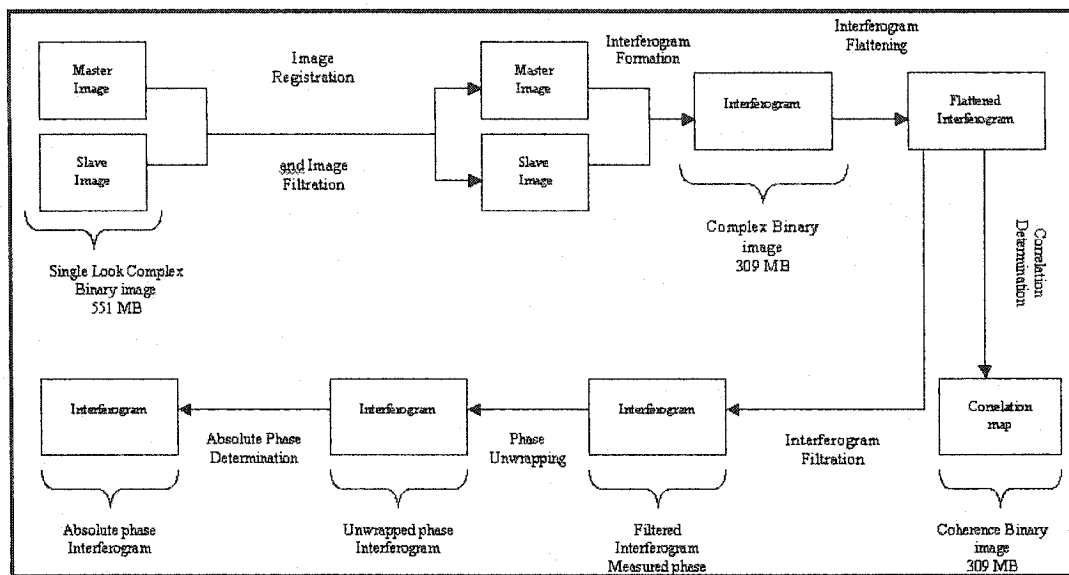 Master
Image
Image
Registration
Master
Image
Interferogram
Formation
Interferogram
Flattening
Interferogram
Flattened
Interferogram
Slave
Image
and Image
Filtration
Slave
Image
Single Look Complex
Binary image
551 MB
Complex Binary
image
309 MB
Correlation
Determination
Interferogram
Absolute Phase
Determination
Interferogram
Phase
Unwrapping
Interferogram
Interferogram
Filtration
Correlation
map
Absolute phase
Interferogram
Unwrapped phase
Interferogram
Filtered
Interferogram
Measured phase
Coherence Binary
image
309 MB